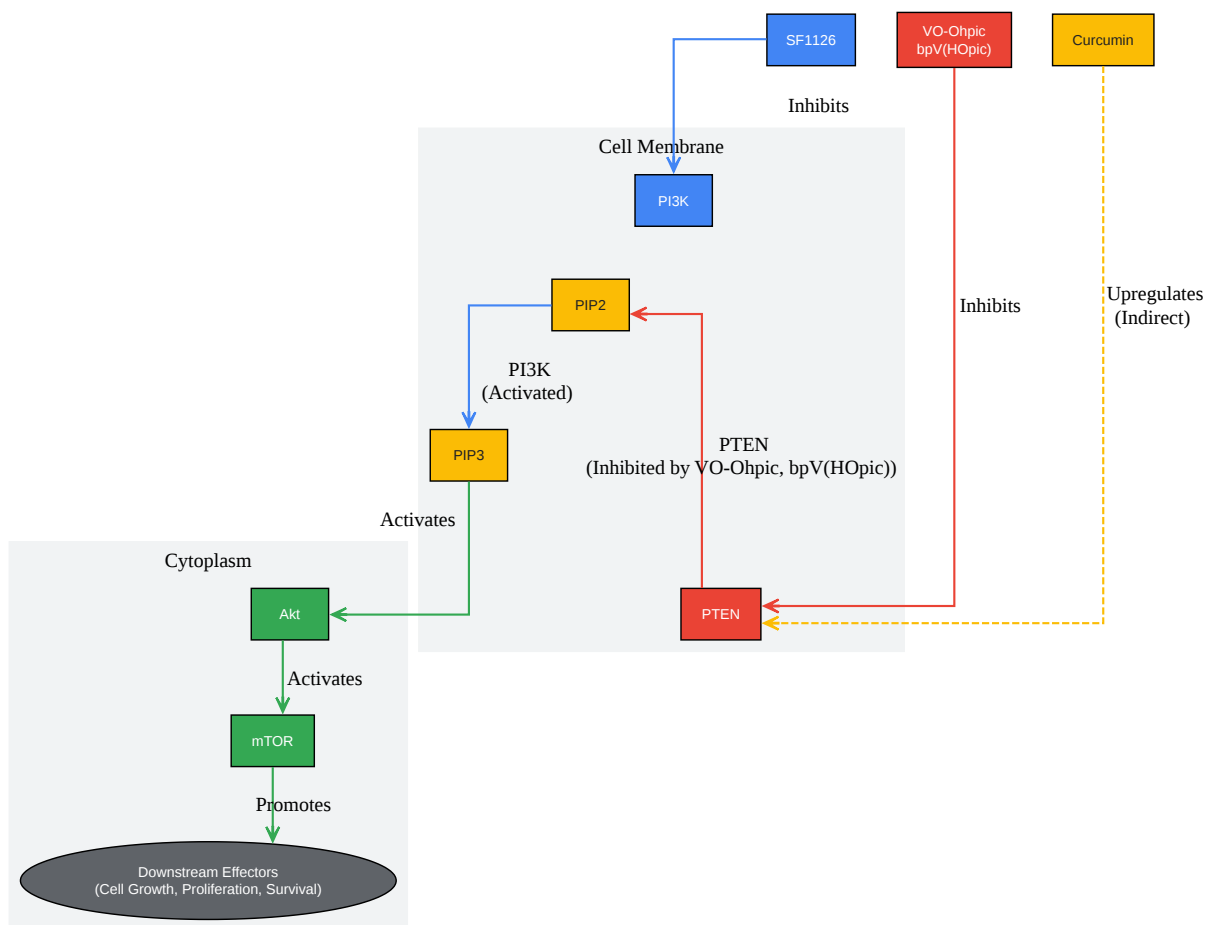 SF1126
VO-Ohpic
bpV(HOpic)
Curcumin
Inhibits
Cell Membrane
PI3K
PIP2
Inhibits
Upregulates
(Indirect)
PI3K
(Activated)
PIP3
PTEN
(Inhibited by VO-Ohpic, bpV(HOpic))
Activates
Cytoplasm
Akt
PTEN
Activates
mTOR
Promotes
Downstream Effectors
(Cell Growth, Proliferation, Survival)